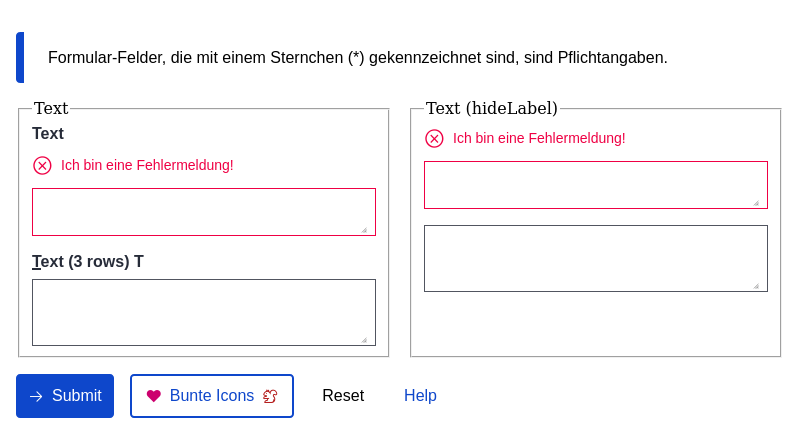 Formular-Felder, die mit einem Sternchen (*) gekennzeichnet sind, sind Pflichtangaben.
Text
Text
Ich bin eine Fehlermeldung!
Text (3 rows) T
Text (hideLabel)
Ich bin eine Fehlermeldung!
Submit
Bunte Icons
Reset
Help